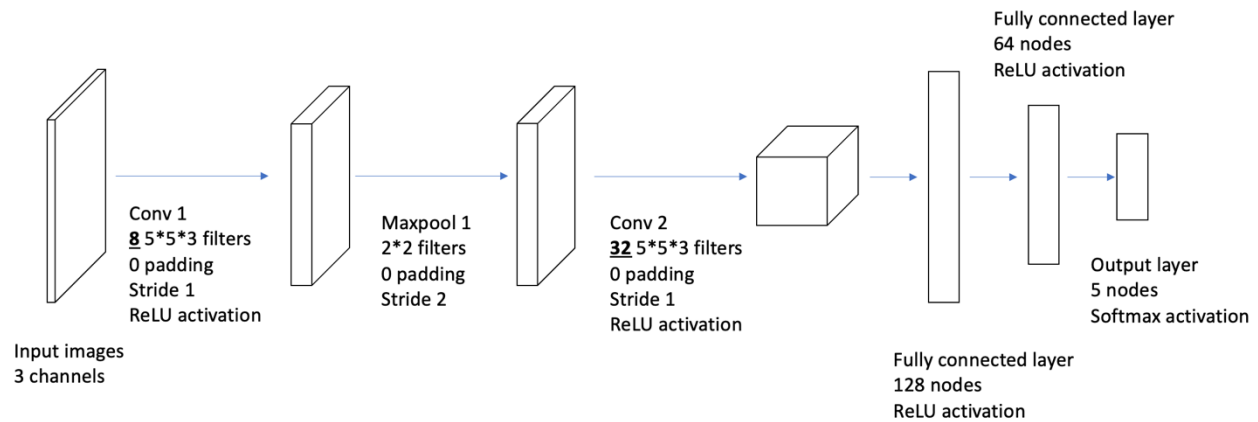 Fully connected layer
64 nodes
ReLU activation
Conv 1
8 5*5*3 filters
0 padding
Stride 1
ReLU activation
Maxpool 1
2*2 filters
0 padding
Stride 2
Conv 2
32 5*5*3 filters
0 padding
Stride 1
ReLU activation
Output layer
5 nodes
Softmax activation
Input images
3 channels
Fully connected layer
128 nodes
ReLU activation